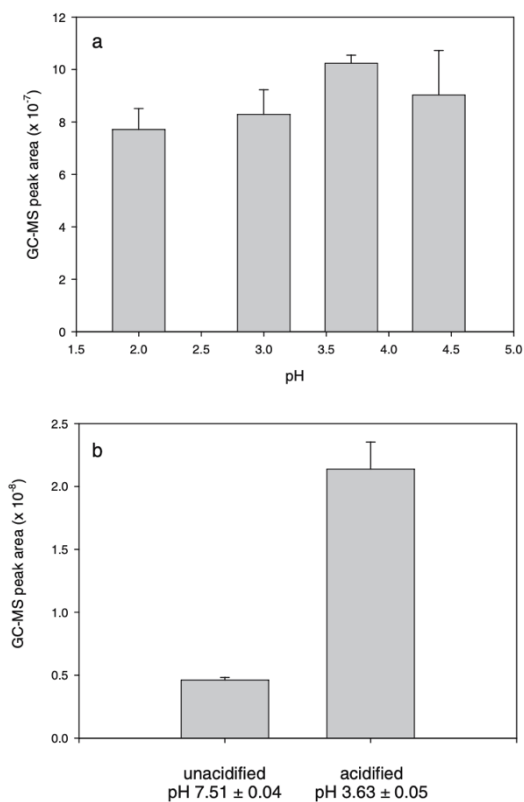 a
12
10
8
6
4
2
0
GC-MS peak area (x 10⁻⁷)
1.5 2.0 2.5 3.0 3.5 4.0 4.5 5.0
pH
b
2.5
2.0
1.5
1.0
0.5
0.0
GC-MS peak area (x 10⁻⁸)
unacidified acidified
pH 7.51 ± 0.04 pH 3.63 ± 0.05